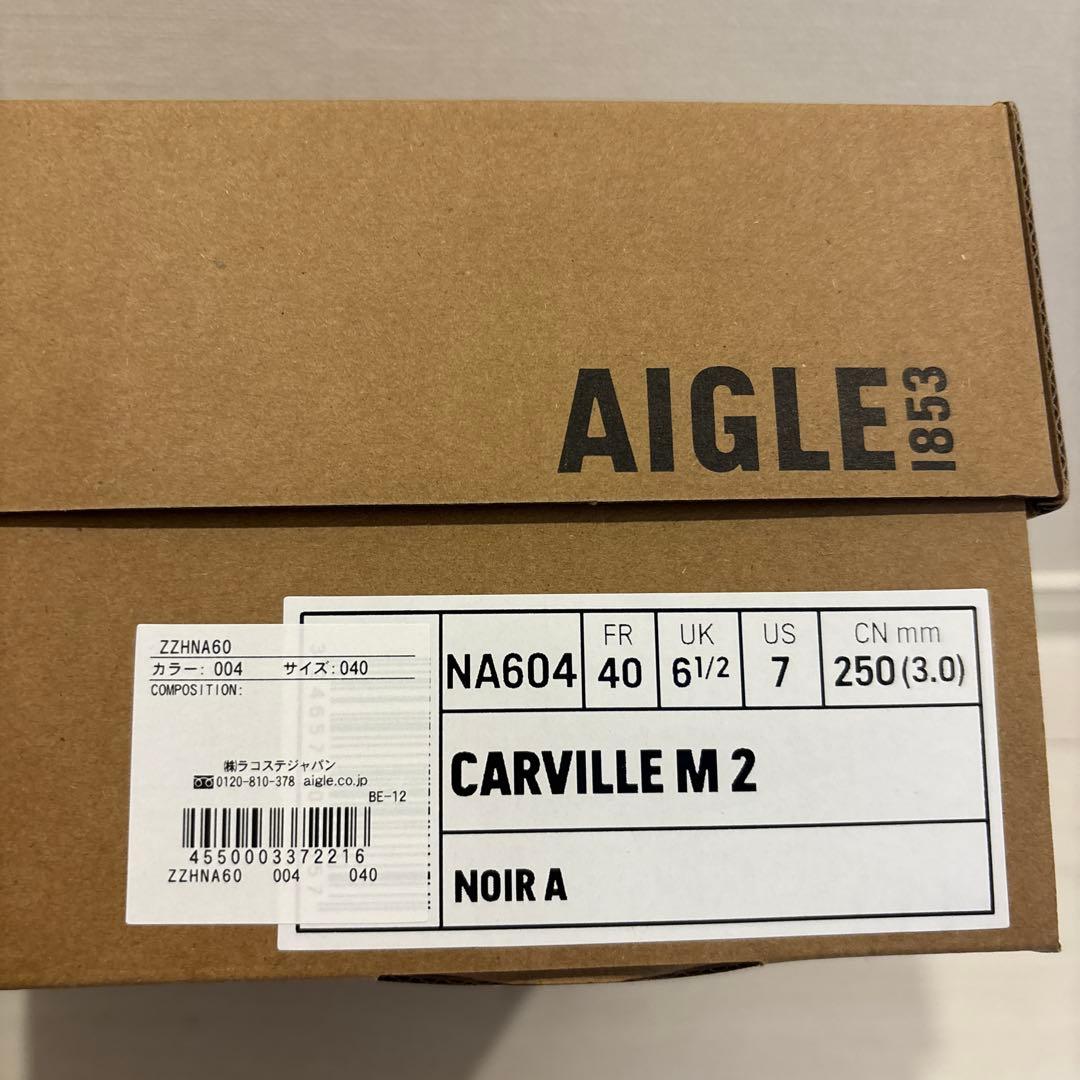 AIGLE
1853
ZZHNA60
カラー: 004 サイズ:040
COMPOSITION:
㈱ラコステジャパン
0120-810-378 aigle.co.jp
BE-12
4550003372216
ZZHNA60 004 040
NA604
FR
40
UK
6 1/2
US
7
CN mm
250 (3.0)
CARVILLE M 2
NOIR A